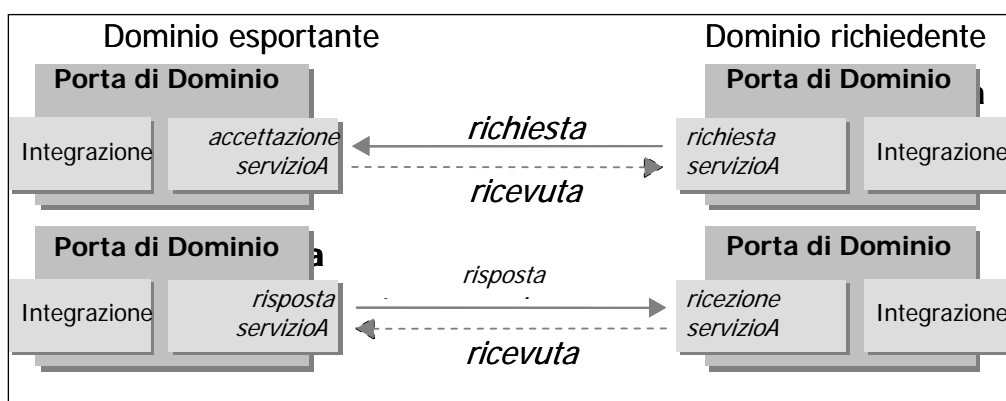 Dominio esportante
Dominio richiedente
Porta di Dominio
Porta di Dominio
Integrazione
accettazione
servizioA
richiesta
ricevuta
richiesta
servizioA
Integrazione
Porta di Dominio
Porta di Dominio
a
Integrazione
risposta
servizioA
risposta
ricevuta
ricezione
servizioA
Integrazione